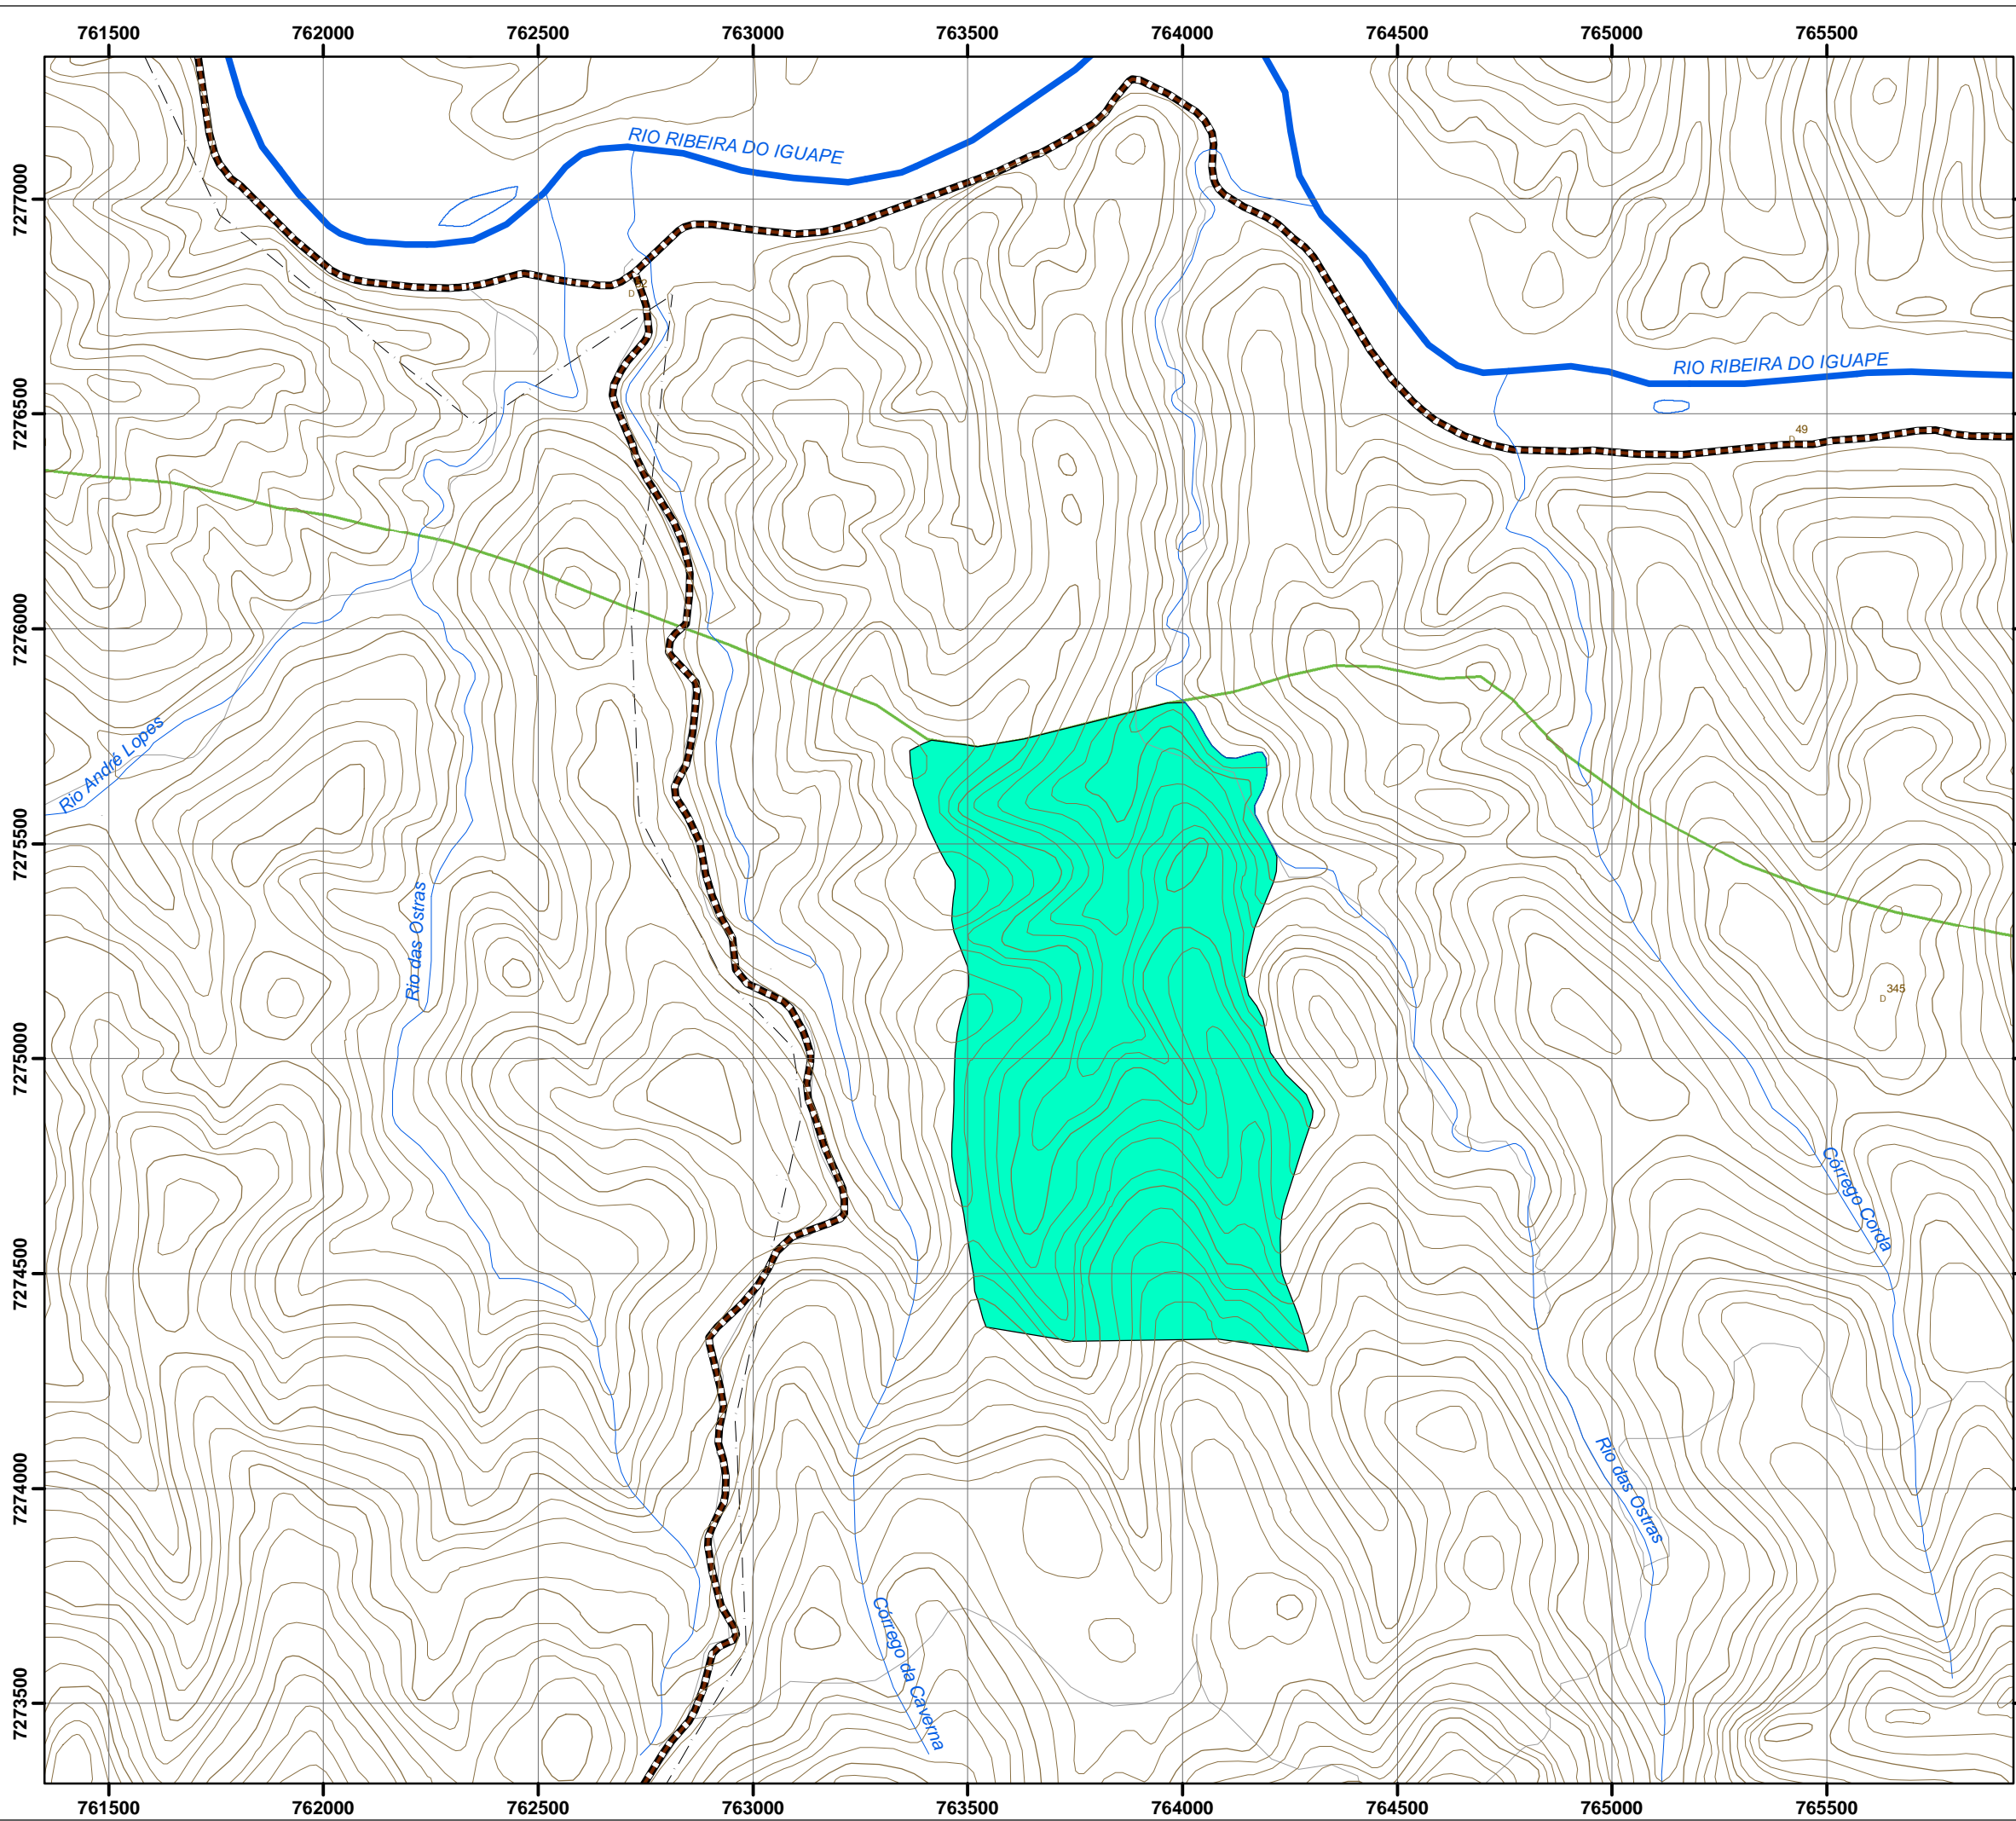 761500 762000 762500 763000 763500 764000 764500 765000 765500
RIO RIBEIRA DO IGUAPE
7277000
D
RIO RIBEIRA DO IGUAPE
7276500
49
D
7276000
Rio André Lopes
7275500
Rio das Ostras
345
D
7275000
Córrego Corda
7274500
Rio das Ostras
7274000
Córrego da Caverna
7273500
761500 762000 762500 763000 763500 764000 764500 765000 765500